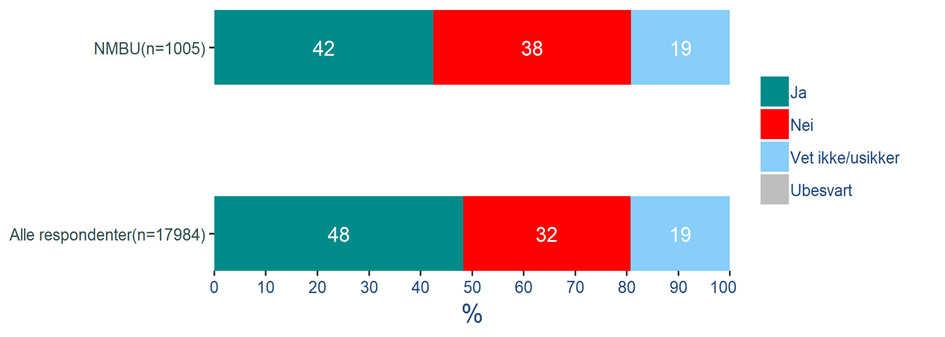 NMBU(n=1005)
42 38 19
Ja
Nei
Vet ikke/usikker
Ubesvart
Alle respondenter(n=17984)
48 32 19
0 10 20 30 40 50 60 70 80 90 100
%